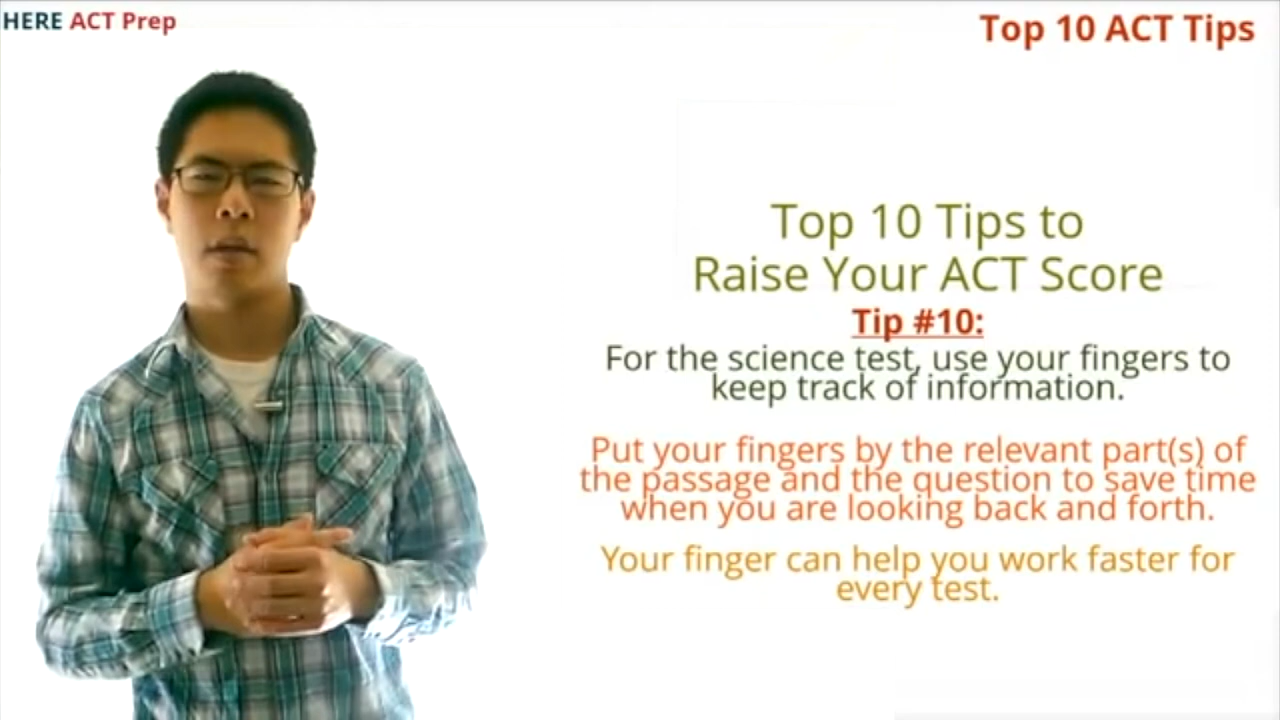 HERE ACT Prep
Top 10 ACT Tips
Top 10 Tips to
Raise Your ACT Score
Tip #10:
For the science test, use your fingers to
keep track of information.
Put your fingers by the relevant part(s) of
the passage and the question to save time
when you are looking back and forth.
Your finger can help you work faster for
every test.